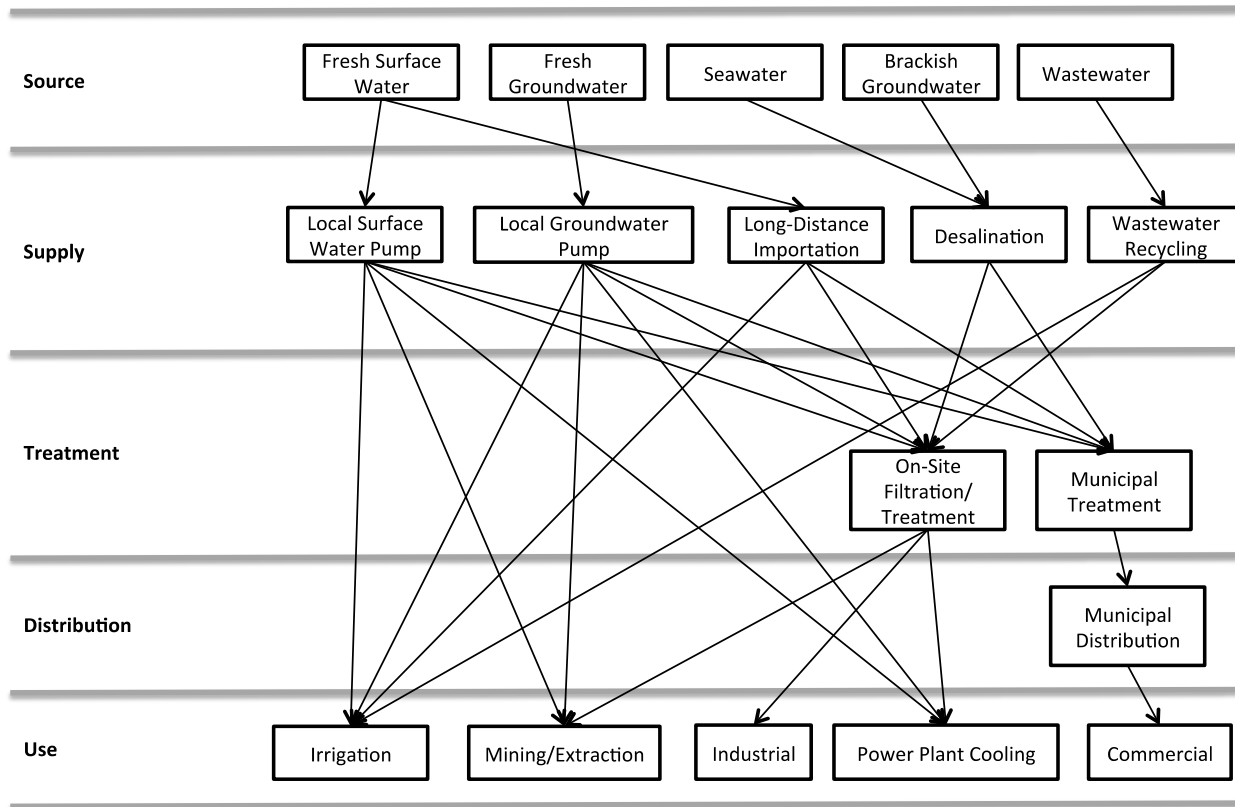 Source
Fresh Surface
Water
Fresh
Groundwater
Seawater
Brackish
Groundwater
Wastewater
Supply
Local Surface
Water Pump
Local Groundwater
Pump
Long-Distance
Importation
Desalination
Wastewater
Recycling
Treatment
On-Site
Filtration/
Treatment
Municipal
Treatment
Distribution
Municipal
Distribution
Use
Irrigation
Mining/Extraction
Industrial
Power Plant Cooling
Commercial